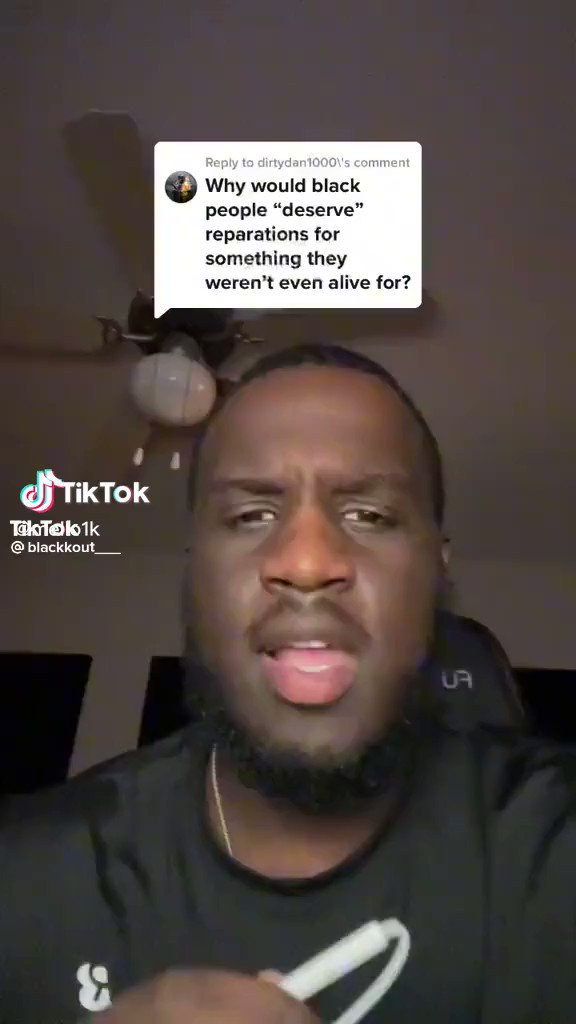 Reply to dirtydan1000\'s comment
Why would black
people “deserve”
reparations for
something they
weren’t even alive for?
TikTok
TikTok
@blackkout___